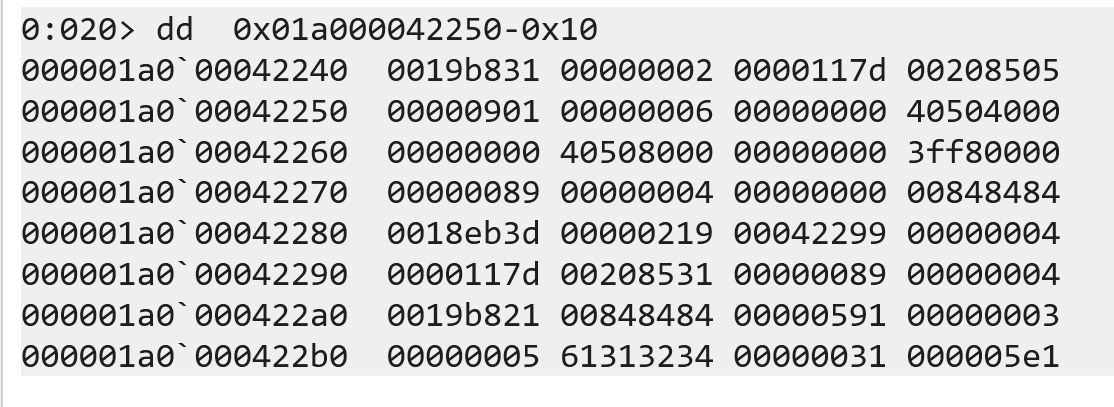 0:020> dd  0x01a000042250-0x10
000001a0`00042240  0019b831 00000002 0000117d 00208505
000001a0`00042250  00000901 00000006 00000000 40504000
000001a0`00042260  00000000 40508000 00000000 3ff80000
000001a0`00042270  00000089 00000004 00000000 00848484
000001a0`00042280  0018eb3d 00000219 00042299 00000004
000001a0`00042290  0000117d 00208531 00000089 00000004
000001a0`000422a0  0019b821 00848484 00000591 00000003
000001a0`000422b0  00000005 61313234 00000031 000005e1